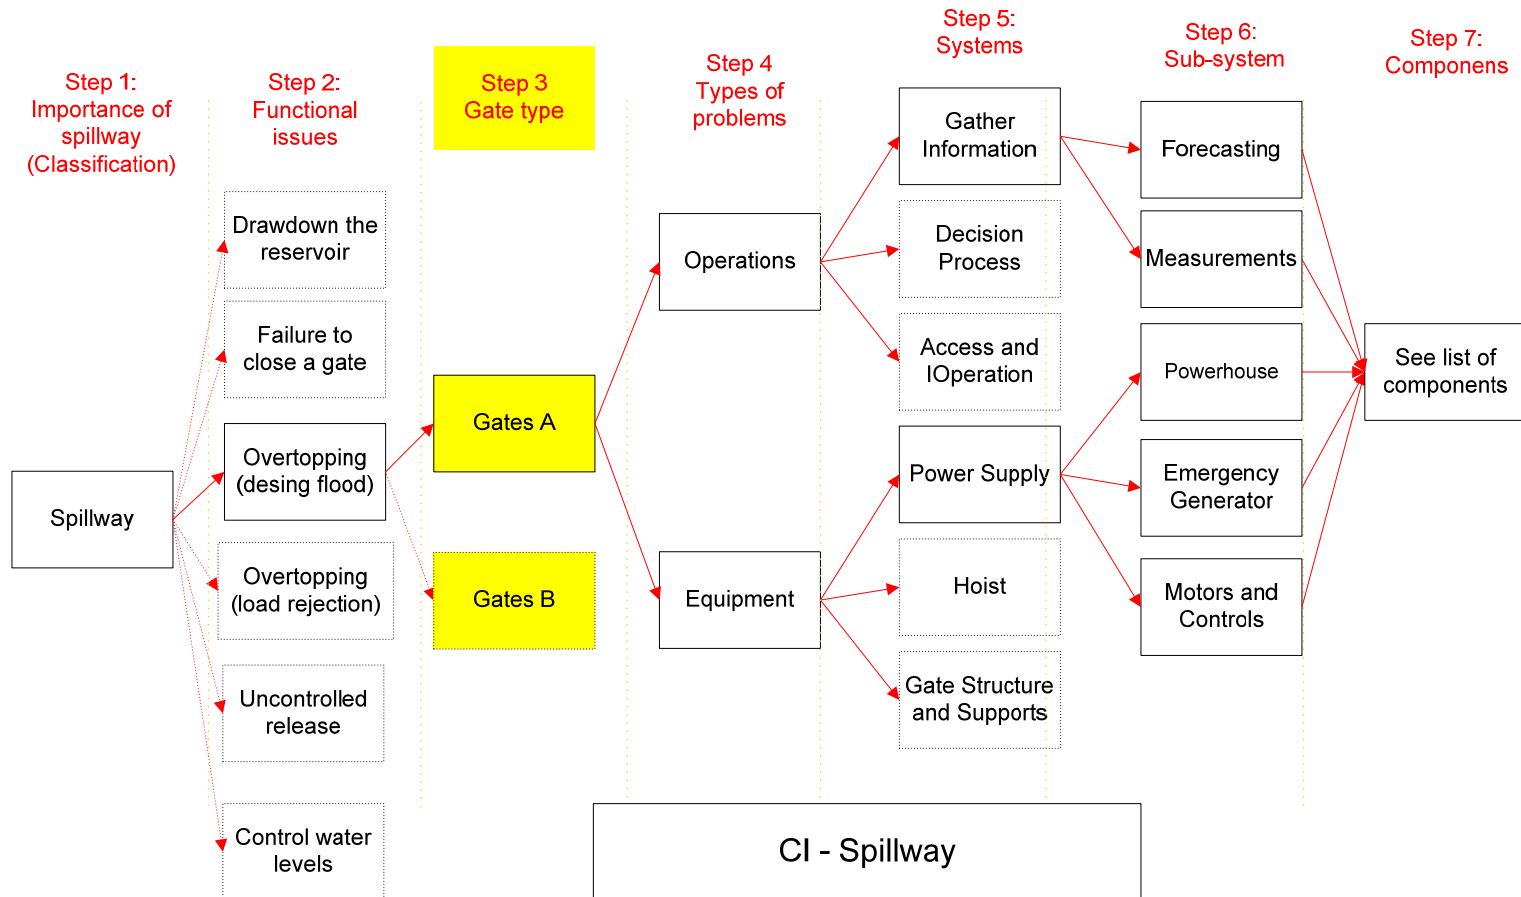 Step 1:
Importance of
spillway
(Classification)
Step 2:
Functional
issues
Step 3
Gate type
Step 4
Types of
problems
Step 5:
Systems
Step 6:
Sub-system
Step 7:
Componens
Spillway
Drawdown the
reservoir
Failure to
close a gate
Overtopping
(desing flood)
Overtopping
(load rejection)
Uncontrolled
release
Control water
levels
Gates A
Gates B
Operations
Equipment
Gather
Information
Decision
Process
Access and
IOperation
Power Supply
Hoist
Gate Structure
and Supports
Forecasting
Measurements
Powerhouse
Emergency
Generator
Motors and
Controls
See list of
components
CI - Spillway